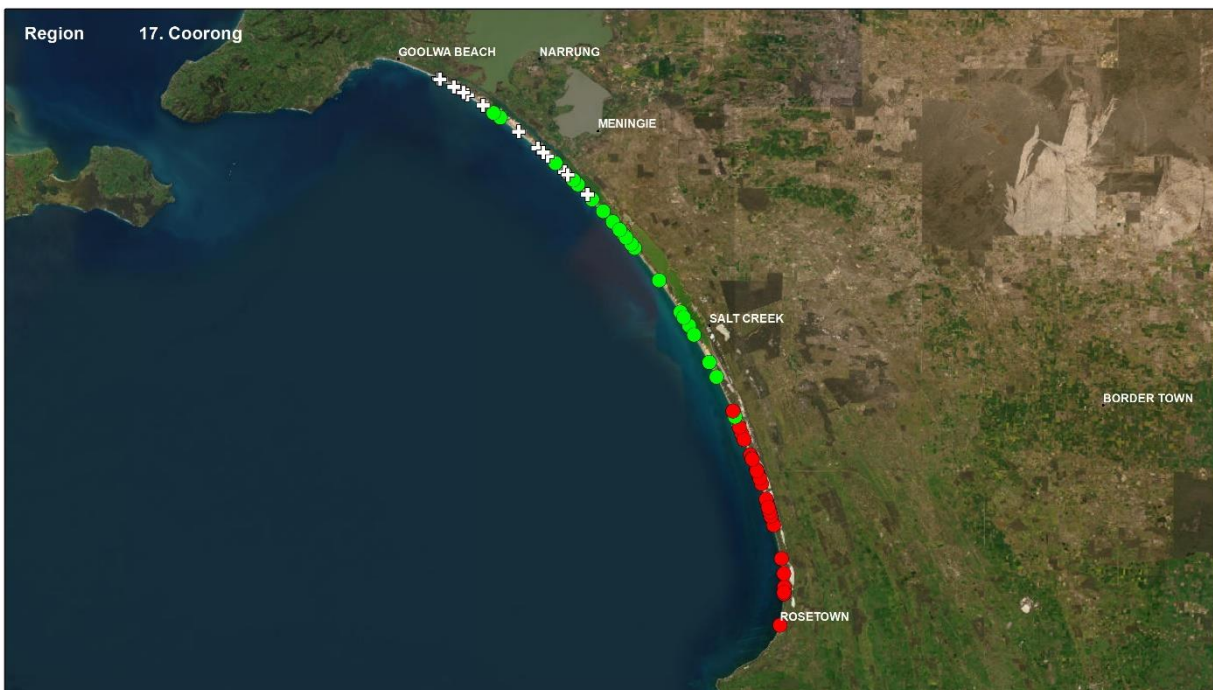 Region 17. Coorong
GOOLWA BEACH
NARRUNG
MENINGIE
SALT CREEK
BORDER TOWN
ROSETOWN